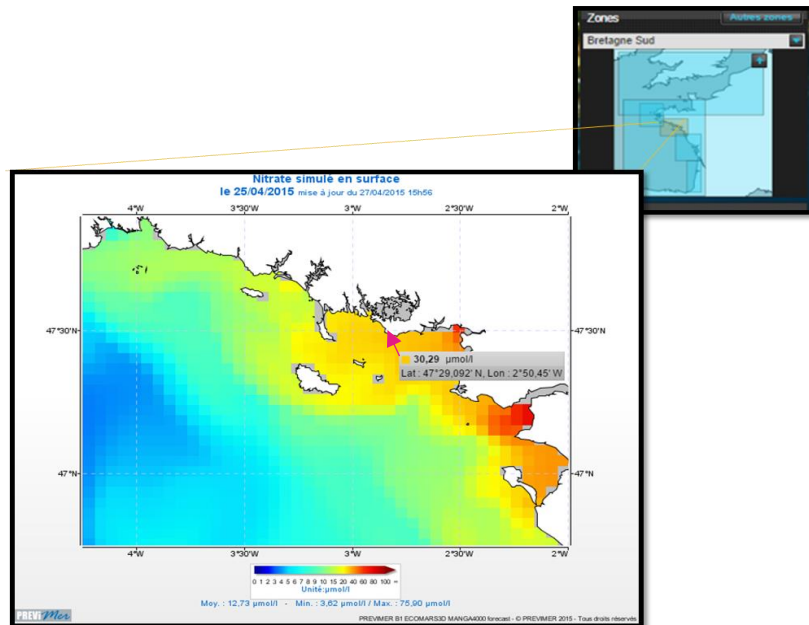 Zones
Autres zones
Bretagne Sud
Nitrate simulé en surface
le 25/04/2015 mise à jour du 27/04/2015 15h56
4°W 3°30'W 3°W 2°30'W 2°W
47°30'N 47°30'N
30,29 µmol/l
Lat : 47°29,092' N, Lon : 2°50,45' W
47°N 47°N
4°W 3°30'W 3°W 2°30'W 2°W
0 1 2 3 4 5 6 7 8 9 10 20 40 60 80 100 ∞
Unité:µmol/l
Moy. : 12,73 µmol/l - Min. : 3,62 µmol/l / Max. : 75,90 µmol/l
PREVIMER
PREVIMER B1 ECOMARS3D MANGA4000 forecast - © PREVIMER 2015 - Tous droits réservés